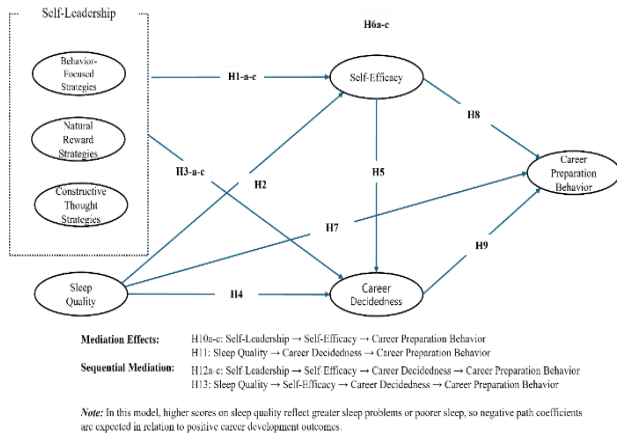 Self-Leadership
H6a-c
Behavior-
Focused
Strategies
H1-a-c
Self-Efficacy
H8
Natural
Reward
Strategies
H3-a-c
H2
H5
Career
Preparation
Behavior
Constructive
Thought
Strategies
H7
H9
Sleep
Quality
H4
Career
Decidedness
Mediation Effects: H10a-c: Self-Leadership → Self-Efficacy → Career Preparation Behavior
H11: Sleep Quality → Career Decidedness → Career Preparation Behavior
Sequential Mediation: H12a-c: Self-Leadership → Self-Efficacy → Career Decidedness → Career Preparation Behavior
H13: Sleep Quality → Self-Efficacy → Career Decidedness → Career Preparation Behavior
Note: In this model, higher scores on sleep quality reflect greater sleep problems or poorer sleep, so negative path coefficients
are expected in relation to positive career development outcomes.